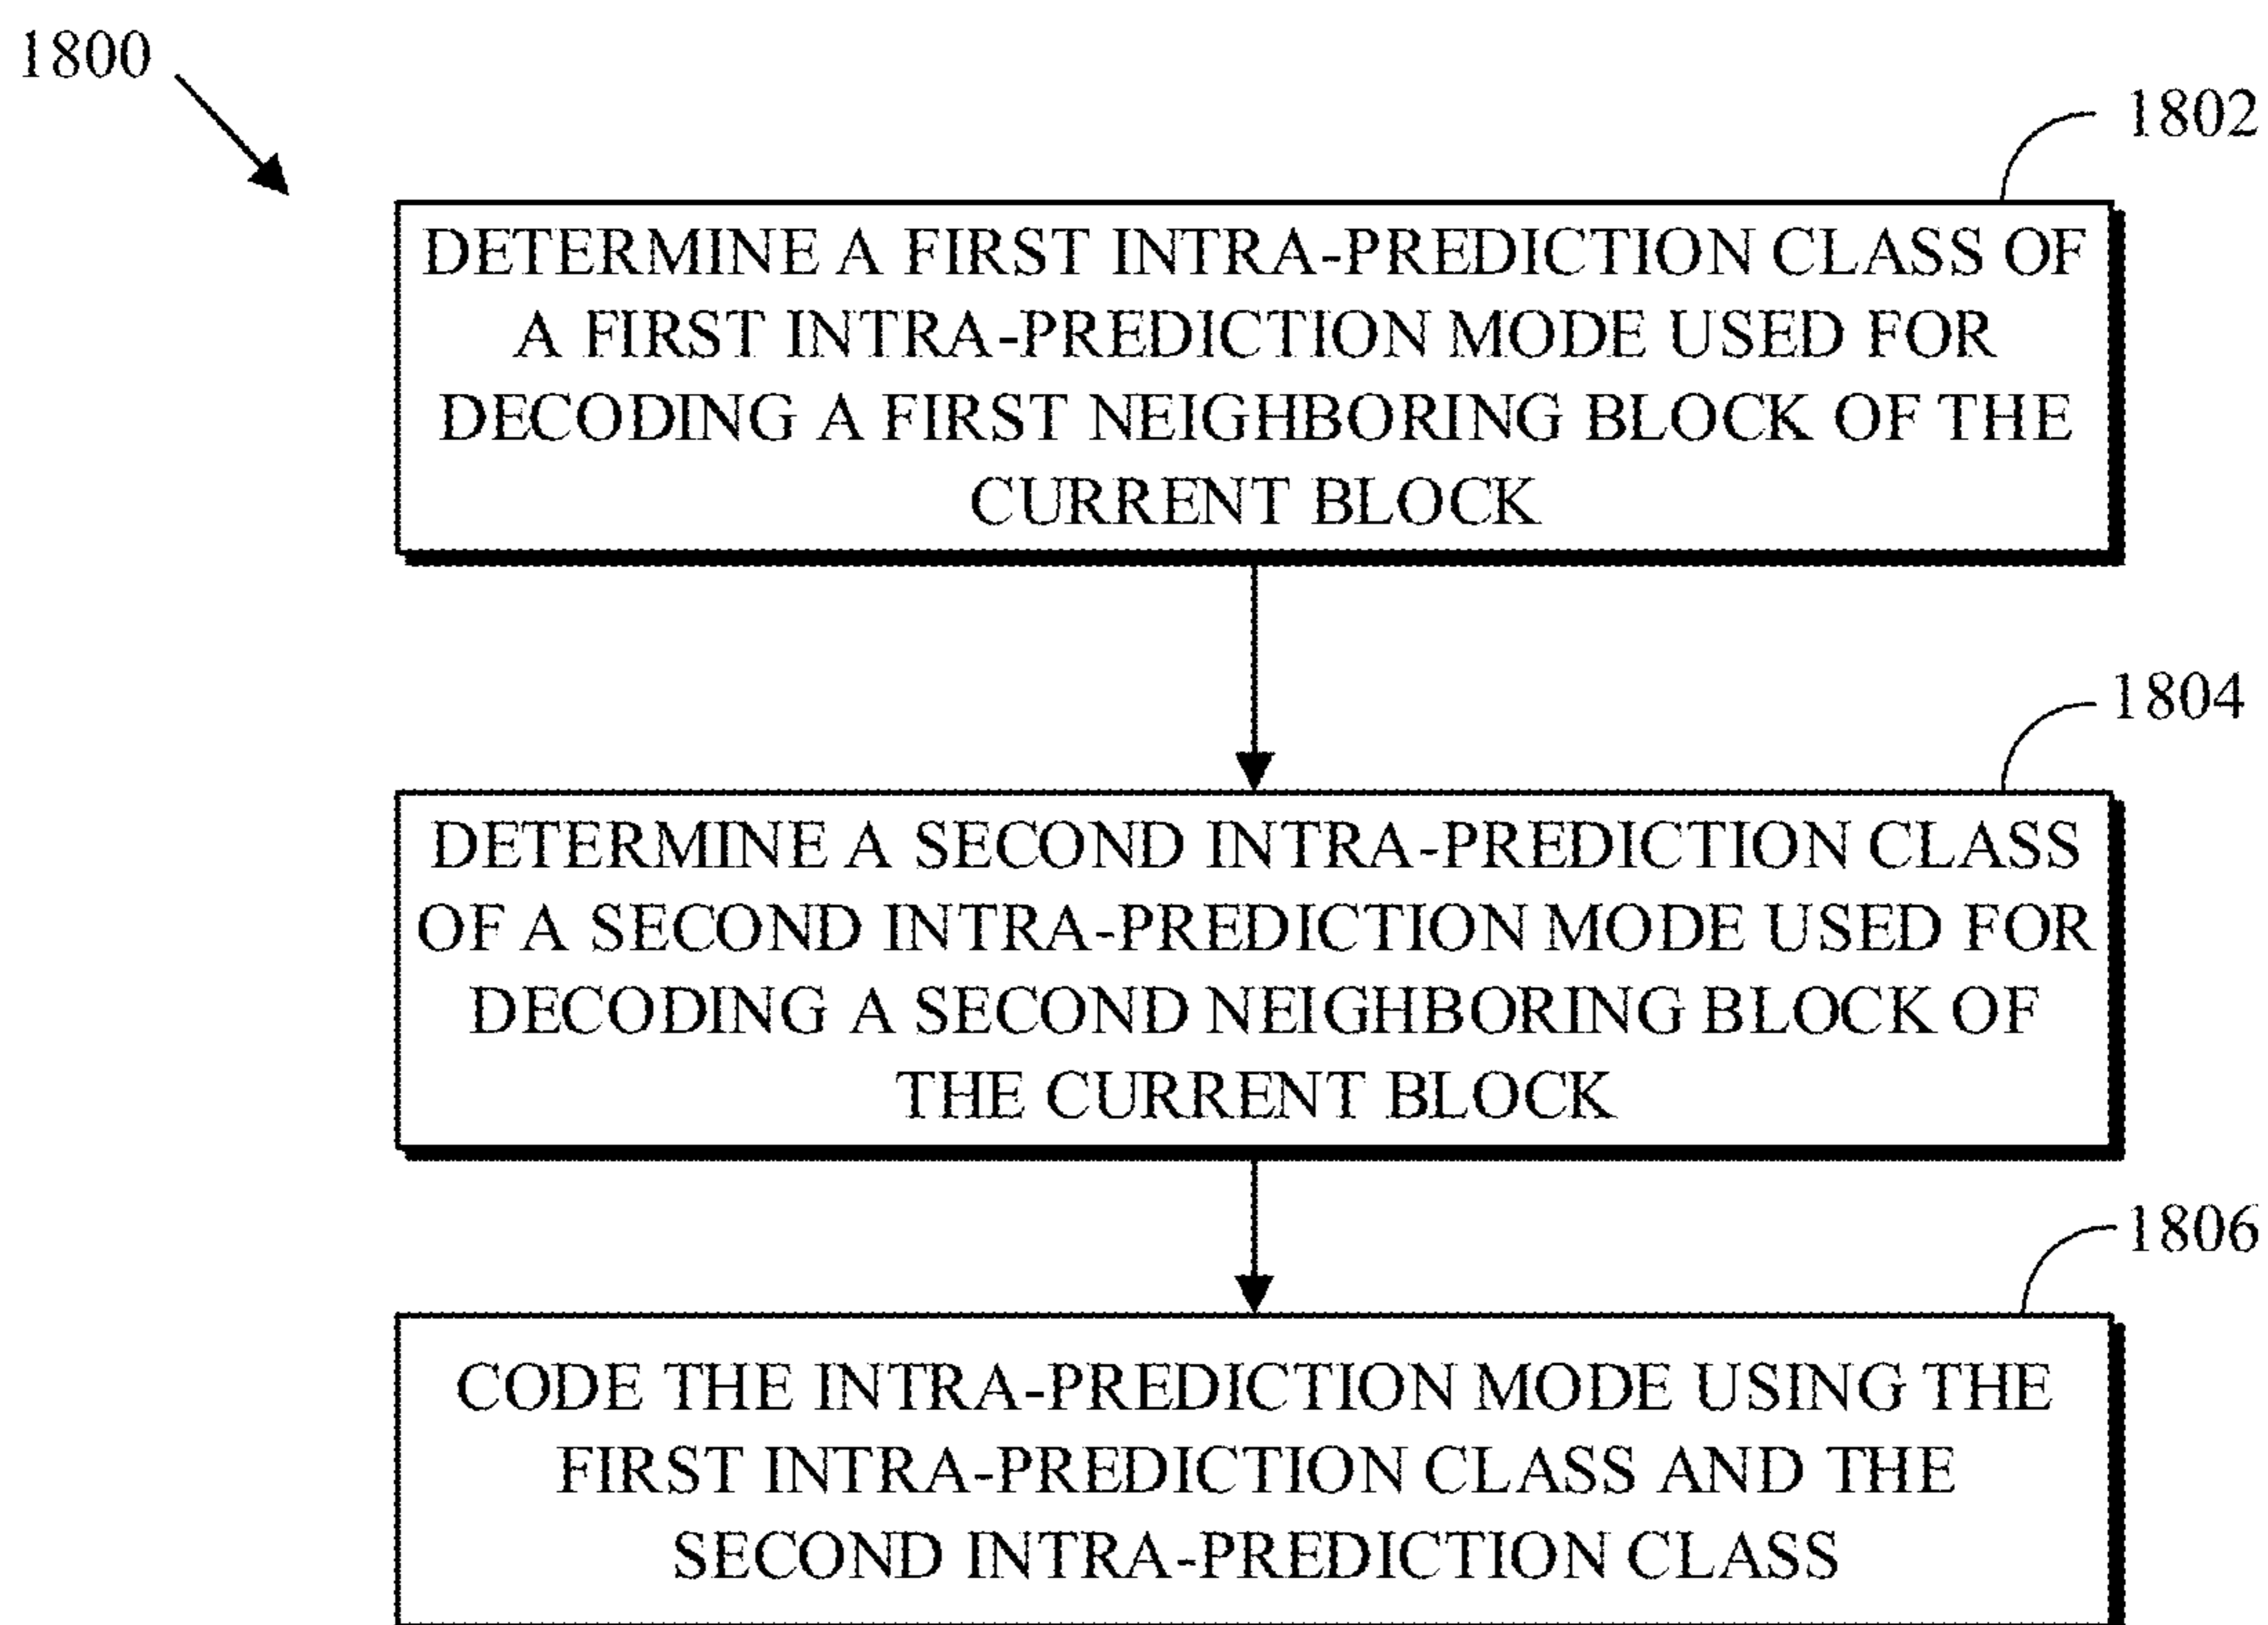 1800
1802
DETERMINE A FIRST INTRA-PREDICTION CLASS OF
A FIRST INTRA-PREDICTION MODE USED FOR
DECODING A FIRST NEIGHBORING BLOCK OF THE
CURRENT BLOCK
1804
DETERMINE A SECOND INTRA-PREDICTION CLASS
OF A SECOND INTRA-PREDICTION MODE USED FOR
DECODING A SECOND NEIGHBORING BLOCK OF
THE CURRENT BLOCK
1806
CODE THE INTRA-PREDICTION MODE USING THE
FIRST INTRA-PREDICTION CLASS AND THE
SECOND INTRA-PREDICTION CLASS